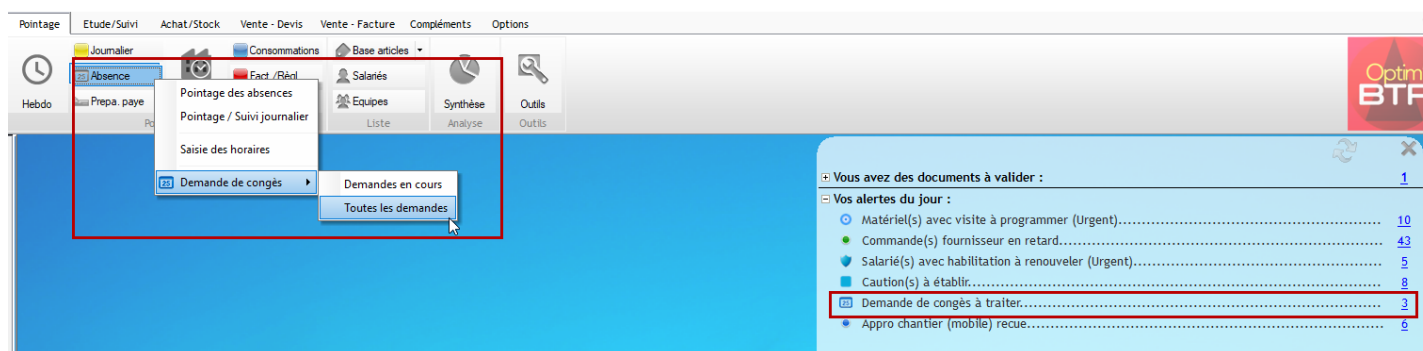 Pointage Etude/Suivi Achat/Stock Vente - Devis Vente - Facture Compléments Options
Journalier Consommations Base articles
Absence Fact./Règl. Salariés
Hebdo Prepa. paye Equipes Synthèse Outils
Liste Analyse Outils
Pointage des absences
Pointage / Suivi journalier
Saisie des horaires
Demande de congès
Demandes en cours
Toutes les demandes
Optim
BTP
Vous avez des documents à valider : 1
Vos alertes du jour :
Matériel(s) avec visite à programmer (Urgent) 10
Commande(s) fournisseur en retard 43
Salarié(s) avec habilitation à renouveler (Urgent) 5
Caution(s) à établir 8
Demande de congès à traiter 3
Appro chantier (mobile) recue 6